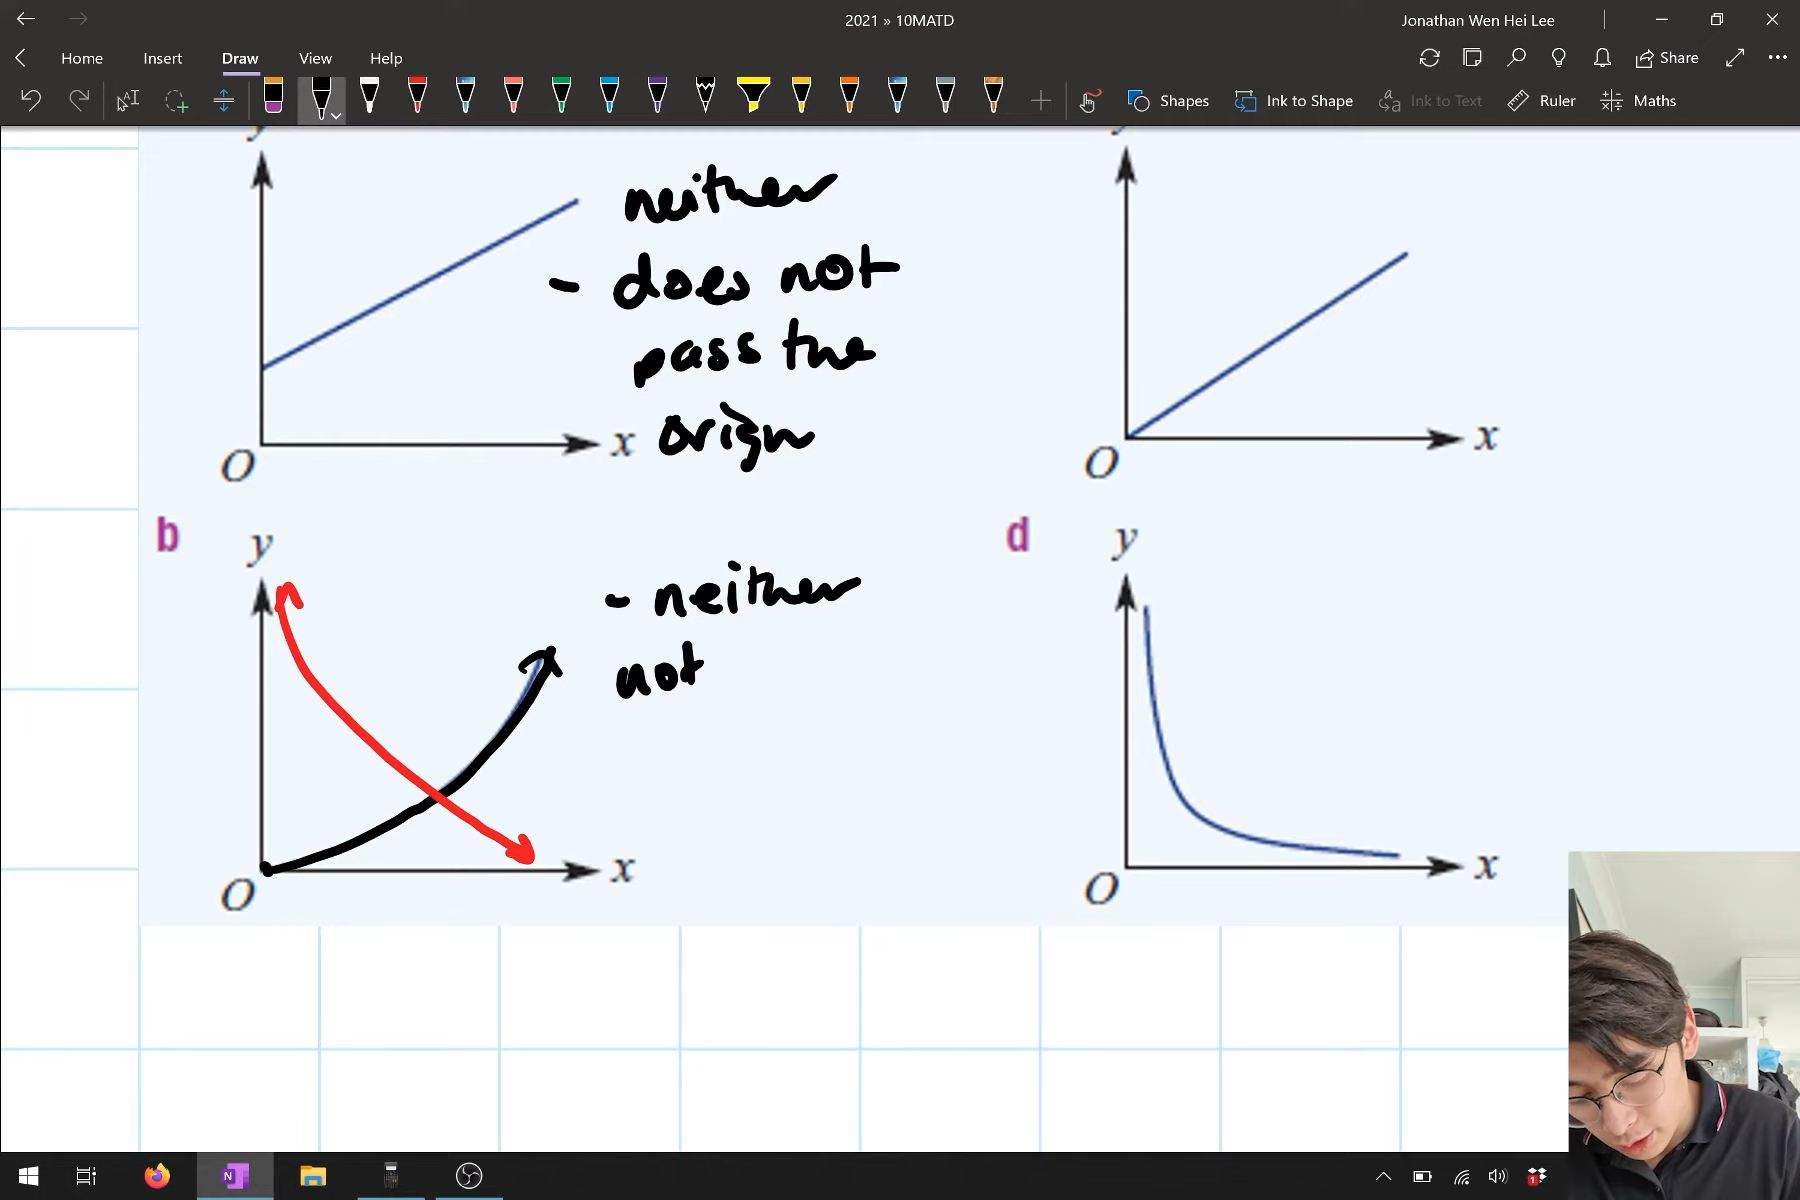 2021 » 10MATD
Jonathan Wen Hei Lee
Home Insert Draw View Help
Share
Shapes Ink to Shape Ink to Text Ruler Maths
y
neither
- does not
pass the
origin
O
x
y
O
x
b
y
- neither
not
O
x
d
y
O
x
N
1